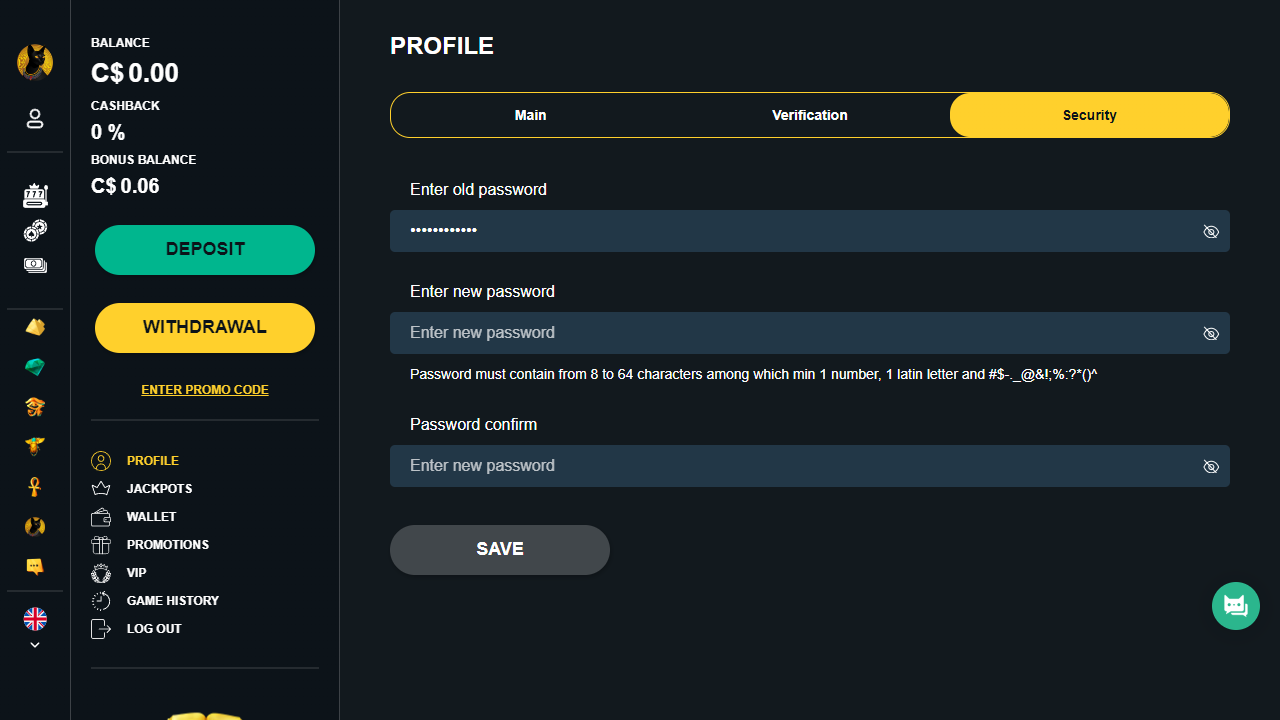 BALANCE
C$ 0.00
CASHBACK
0 %
BONUS BALANCE
C$ 0.06
DEPOSIT
WITHDRAWAL
ENTER PROMO CODE
PROFILE
JACKPOTS
WALLET
PROMOTIONS
VIP
GAME HISTORY
LOG OUT
PROFILE
Main
Verification
Security
Enter old password
••••••••••••
Enter new password
Enter new password
Password must contain from 8 to 64 characters among which min 1 number, 1 latin letter and #$-._@&!;%:?*()^
Password confirm
Enter new password
SAVE